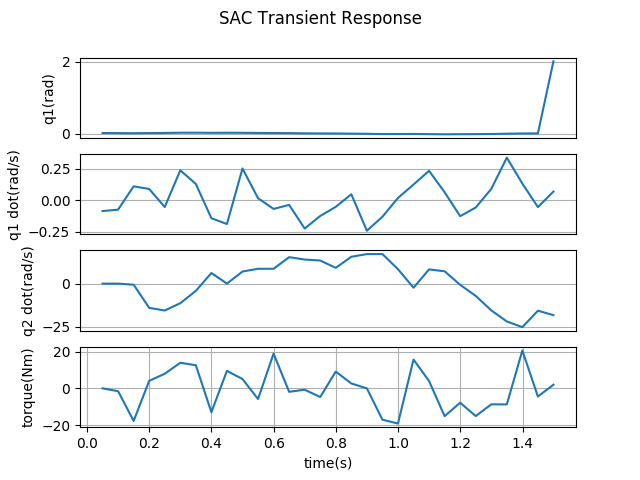 SAC Transient Response
q1(rad)
2
0
q1 dot(rad/s)
0.25
0.00
−0.25
q2 dot(rad/s)
0
−25
torque(Nm)
20
0
−20
0.0 0.2 0.4 0.6 0.8 1.0 1.2 1.4
time(s)